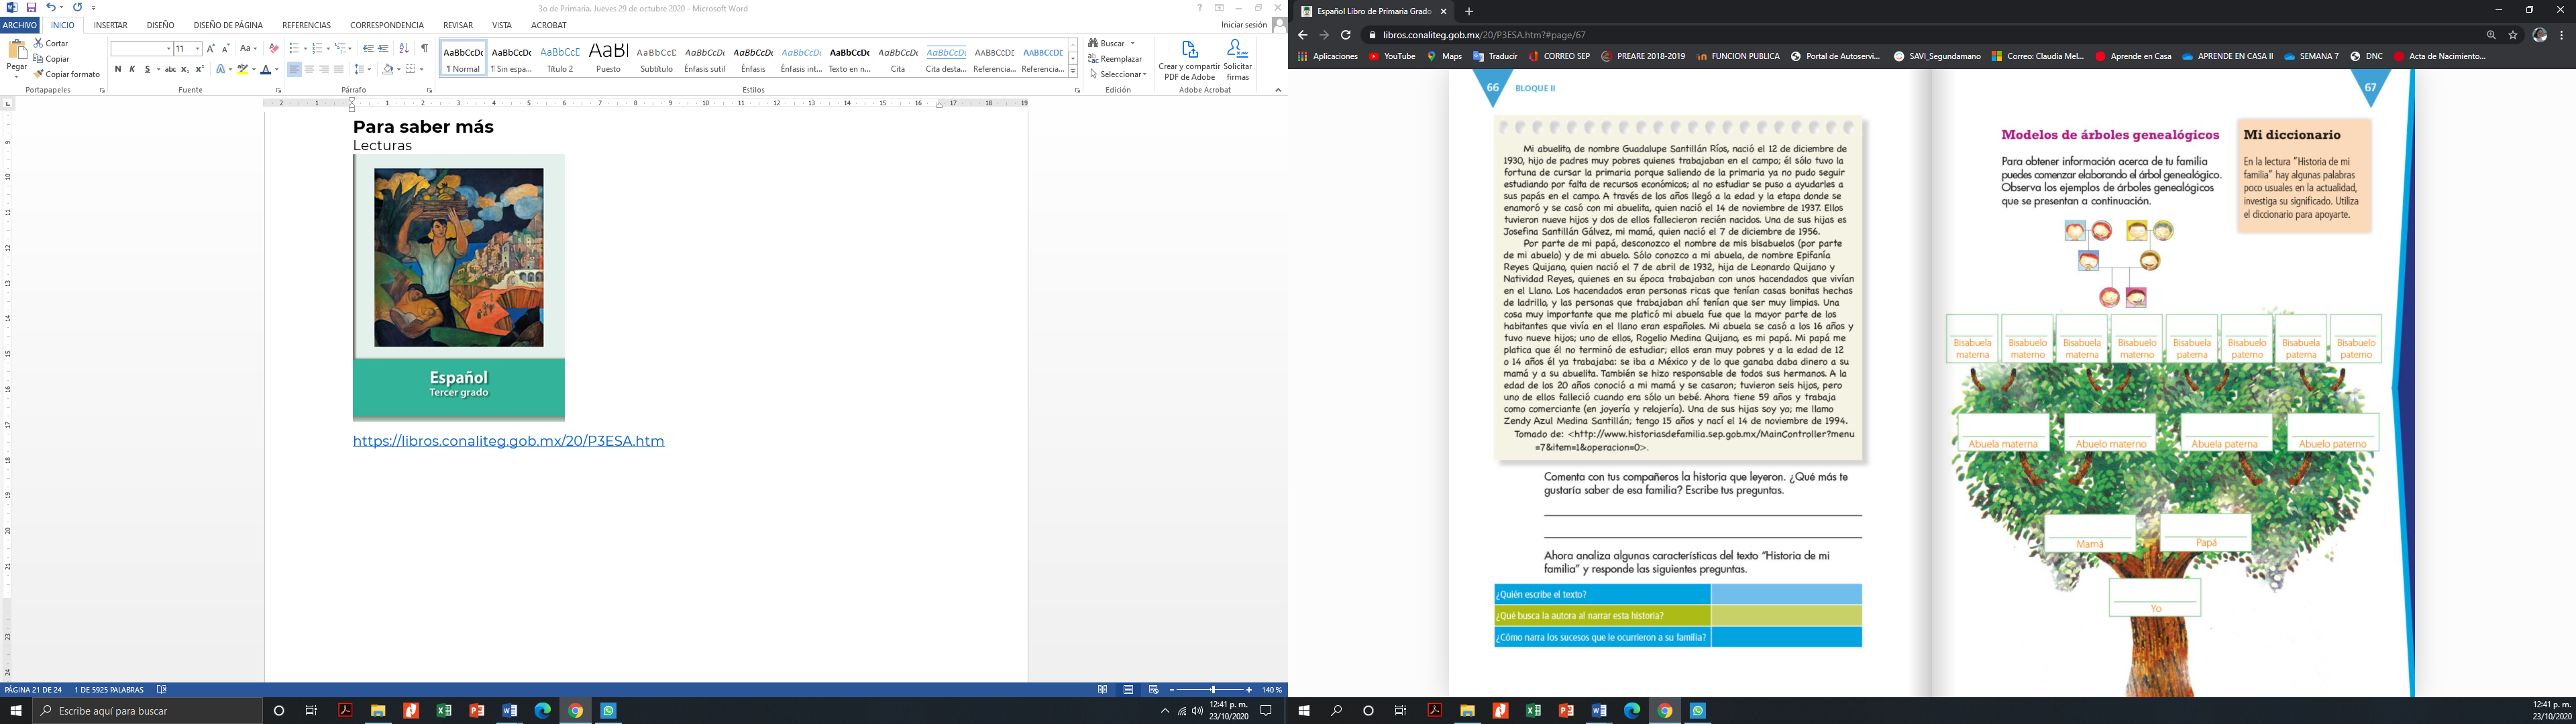 3o de Primaria. Jueves 29 de octubre 2020 - Microsoft Word
ARCHIVO INICIO INSERTAR DISEÑO DISEÑO DE PÁGINA REFERENCIAS CORRESPONDENCIA REVISAR VISTA ACROBAT
Iniciar sesión
Pegar
Cortar
Copiar
Copiar formato
Portapapeles
11
N K S abc x₂ x²
Fuente
Párrafo
¶ Normal ¶ Sin espa... Título 2 Puesto Subtítulo Énfasis sutil Énfasis Énfasis int... Texto en n... Cita Cita desta... Referencia... Referencia...
Estilos
Buscar
Reemplazar
Seleccionar
Edición
Crear y compartir PDF de Adobe
Solicitar firmas
Adobe Acrobat
Para saber más
Lecturas
Español
Tercer grado
https://libros.conaliteg.gob.mx/20/P3ESA.htm
PÁGINA 21 DE 24 1 DE 5925 PALABRAS
140 %
Escribe aquí para buscar
12:41 p. m.
23/10/2020
Español Libro de Primaria Grado
libros.conaliteg.gob.mx/20/P3ESA.htm?#page/67
Aplicaciones YouTube Maps Traducir CORREO SEP PREARE 2018-2019 FUNCION PUBLICA Portal de Autoservi... SAVI_Segundamano Correo: Claudia Mel... Aprende en Casa APRENDE EN CASA II SEMANA 7 DNC Acta de Nacimiento...
66 BLOQUE II
Mi abuelito, de nombre Guadalupe Santillán Ríos, nació el 12 de diciembre de
1930, hijo de padres muy pobres quienes trabajaban en el campo; él sólo tuvo la
fortuna de cursar la primaria porque saliendo de la primaria ya no pudo seguir
estudiando por falta de recursos económicos; al no estudiar se puso a ayudarles a
sus papás en el campo. A través de los años llegó a la edad y la etapa donde se
enamoró y se casó con mi abuelita, quien nació el 14 de noviembre de 1937. Ellos
tuvieron nueve hijos y dos de ellos fallecieron recién nacidos. Una de sus hijas es
Josefina Santillán Gálvez, mi mamá, quien nació el 7 de diciembre de 1956.
Por parte de mi papá, desconozco el nombre de mis bisabuelos (por parte
de mi abuelo) y de mi abuelo. Sólo conozco a mi abuela, de nombre Epifanía
Reyes Quijano, quien nació el 7 de abril de 1932, hija de Leonardo Quijano y
Natividad Reyes, quienes en su época trabajaban con unos hacendados que vivían
en el Llano. Los hacendados eran personas ricas que tenían casas bonitas hechas
de ladrillo, y las personas que trabajaban ahí tenían que ser muy limpias. Una
cosa muy importante que me platicó mi abuela fue que la mayor parte de los
habitantes que vivía en el llano eran españoles. Mi abuela se casó a los 16 años y
tuvo nueve hijos; uno de ellos, Rogelio Medina Quijano, es mi papá. Mi papá me
platica que él no terminó de estudiar; ellos eran muy pobres y a la edad de 12
o 14 años él ya trabajaba: se iba a México y de lo que ganaba daba dinero a su
mamá y a su abuelita. También se hizo responsable de todos sus hermanos. A la
edad de los 20 años conoció a mi mamá y se casaron; tuvieron seis hijos, pero
uno de ellos falleció cuando era sólo un bebé. Ahora tiene 59 años y trabaja
como comerciante (en joyería y relojería). Una de sus hijas soy yo; me llamo
Zendy Azul Medina Santillán; tengo 15 años y nací el 14 de noviembre de 1994.
Tomado de: <http://www.historiasdefamilia.sep.gob.mx/MainController?menu
=7&item=1&operacion=0>.
Comenta con tus compañeros la historia que leyeron. ¿Qué más te
gustaría saber de esa familia? Escribe tus preguntas.
Ahora analiza algunas características del texto "Historia de mi
familia" y responde las siguientes preguntas.
¿Quién escribe el texto?
¿Qué busca la autora al narrar esta historia?
¿Cómo narra los sucesos que le ocurrieron a su familia?
67
Modelos de árboles genealógicos
Para obtener información acerca de tu familia
puedes comenzar elaborando el árbol genealógico.
Observa los ejemplos de árboles genealógicos
que se presentan a continuación.
Mi diccionario
En la lectura "Historia de mi
familia" hay algunas palabras
poco usuales en la actualidad,
investiga su significado. Utiliza
el diccionario para apoyarte.
Bisabuela Bisabuelo Bisabuela Bisabuelo Bisabuela Bisabuelo Bisabuela Bisabuelo
materna materno materna materno paterna paterno paterna paterno
Abuela materna Abuelo materno Abuela paterna Abuelo paterno
Mamá Papá
Yo
12:41 p. m.
23/10/2020